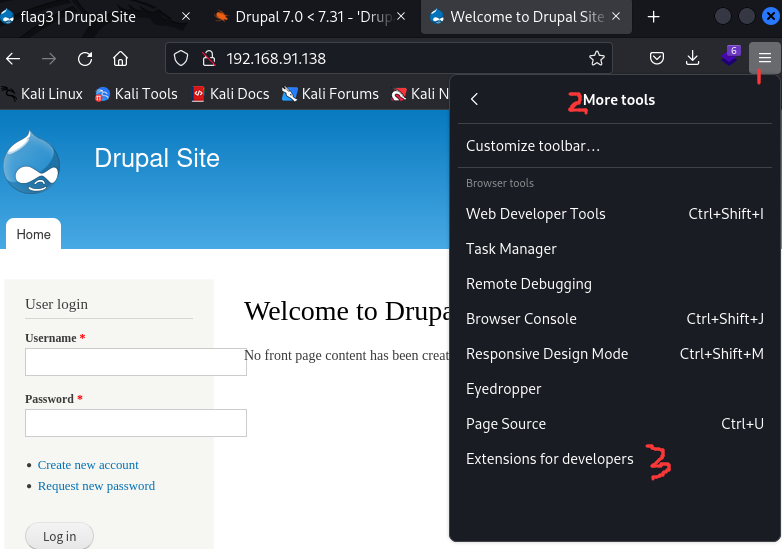 flag3 | Drupal Site
Drupal 7.0 < 7.31 - 'Drup
Welcome to Drupal Site
192.168.91.138
6
1
Kali Linux
Kali Tools
Kali Docs
Kali Forums
Kali N
2 More tools
Customize toolbar…
Browser tools
Web Developer Tools Ctrl+Shift+I
Task Manager
Remote Debugging
Browser Console Ctrl+Shift+J
Responsive Design Mode Ctrl+Shift+M
Eyedropper
Page Source Ctrl+U
Extensions for developers 3
Drupal Site
Home
User login
Username *
Password *
Create new account
Request new password
Log in
Welcome to Drupa
No front page content has been creat